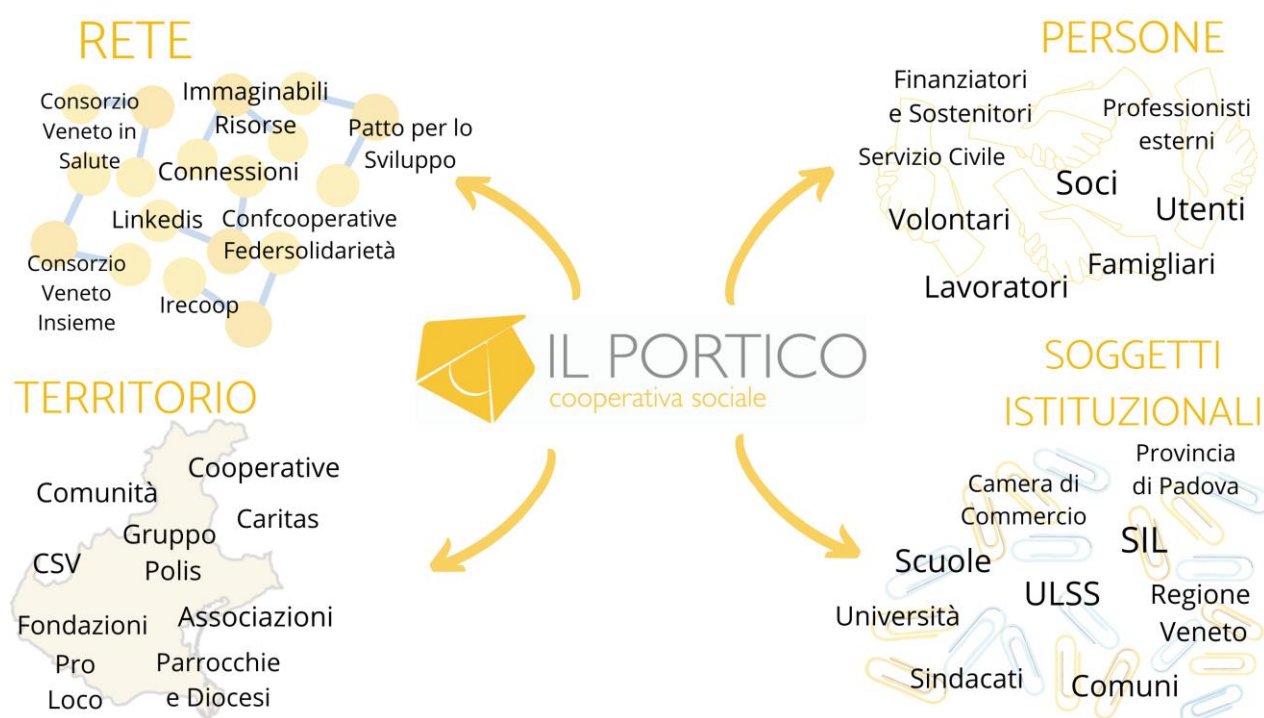 RETE
Consorzio
Veneto in
Salute
Immaginabili
Risorse
Patto per lo
Sviluppo
Connessioni
Linkedis
Confcooperative
Federsolidarietà
Consorzio
Veneto
Insieme
Irecoop
PERSONE
Finanziatori
e Sostenitori
Professionisti
esterni
Servizio Civile
Soci
Utenti
Volontari
Famigliari
Lavoratori
IL PORTICO
cooperativa sociale
TERRITORIO
Cooperative
Comunità
Caritas
Gruppo
Polis
CSV
Fondazioni
Associazioni
Pro
Loco
Parrocchie
e Diocesi
SOGGETTI
ISTITUZIONALI
Provincia
di Padova
Camera di
Commercio
SIL
Scuole
ULSS
Regione
Veneto
Università
Sindacati
Comuni